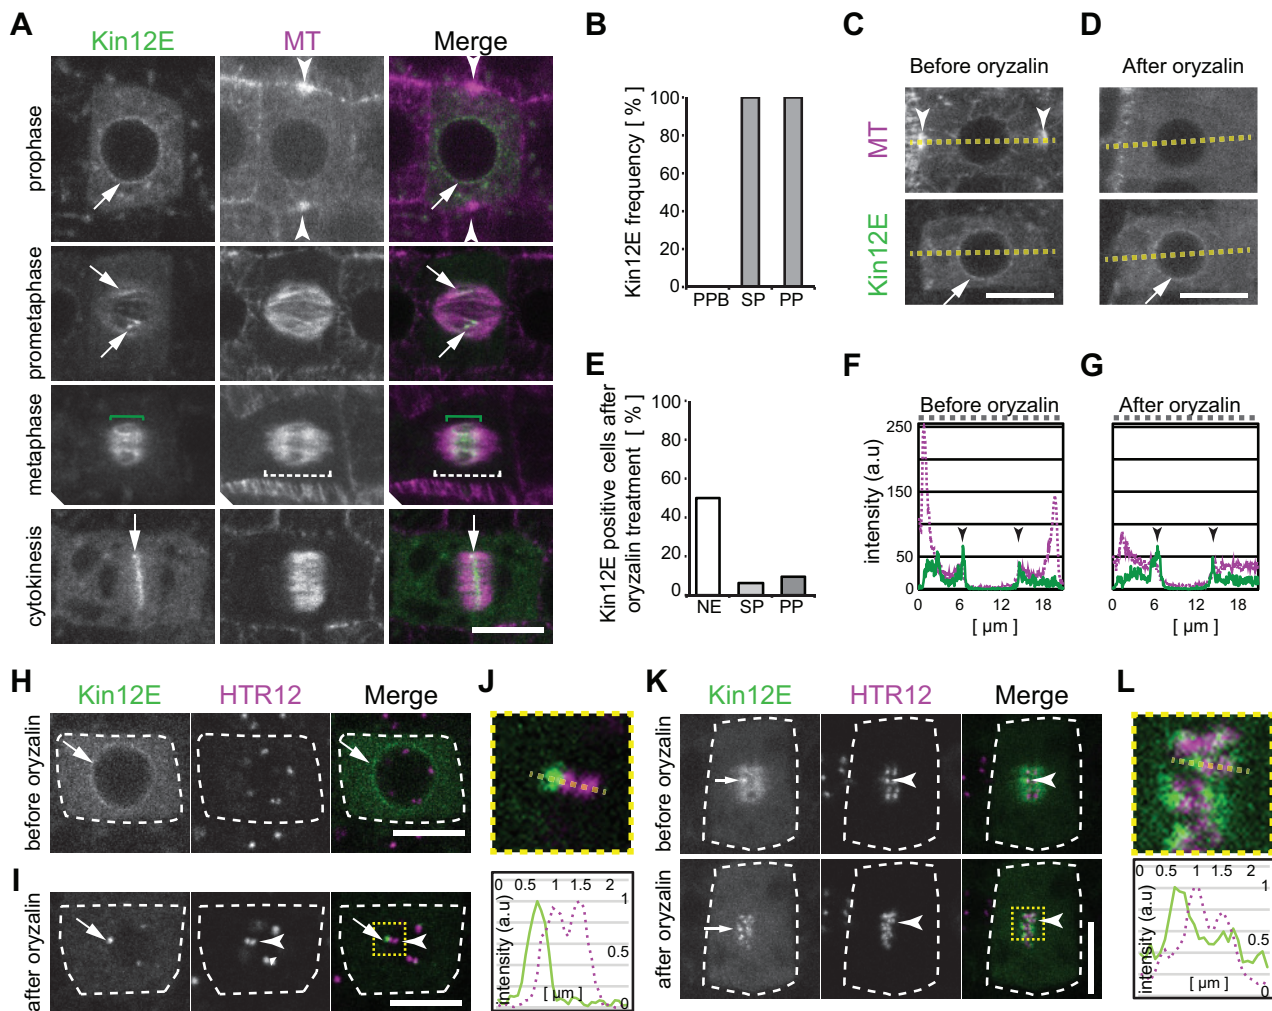 A
Kin12E MT Merge
prophase
prometaphase
metaphase
cytokinesis
B
Kin12E frequency [ % ]
100
80
60
40
20
0
PPB SP PP
C
Before oryzalin
MT
Kin12E
D
After oryzalin
E
Kin12E positive cells after
oryzalin treatment [ % ]
100
80
60
40
20
0
NE SP PP
F
Before oryzalin
intensity (a.u)
250
150
50
0
0 6 12 18
[ µm ]
G
After oryzalin
250
150
50
0
0 6 12 18
[ µm ]
H
Kin12E HTR12 Merge
before oryzalin
I
after oryzalin
J
0 0.5 1 1.5 2
1
0.5
0
intensity (a.u)
[ µm ]
K
Kin12E HTR12 Merge
before oryzalin
after oryzalin
L
0 0.5 1 1.5 2
1
0.5
0
intensity (a.u)
[ µm ]